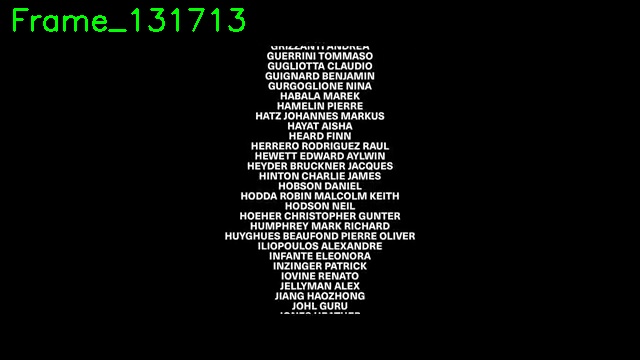 Frame_131713
GRIZZANTI ANDREA
GUERRINI TOMMASO
GUGLIOTTA CLAUDIO
GUIGNARD BENJAMIN
GURGOGLIONE NINA
HABALA MAREK
HAMELIN PIERRE
HATZ JOHANNES MARKUS
HAYAT AISHA
HEARD FINN
HERRERO RODRIGUEZ RAUL
HEWETT EDWARD AYLWIN
HEYDER BRUCKNER JACQUES
HINTON CHARLIE JAMES
HOBSON DANIEL
HODDA ROBIN MALCOLM KEITH
HODSON NEIL
HOEHER CHRISTOPHER GUNTER
HUMPHREY MARK RICHARD
HUYGHUES BEAUFOND PIERRE OLIVER
ILIOPOULOS ALEXANDRE
INFANTE ELEONORA
INZINGER PATRICK
IOVINE RENATO
JELLYMAN ALEX
JIANG HAOZHONG
JOHL GURU